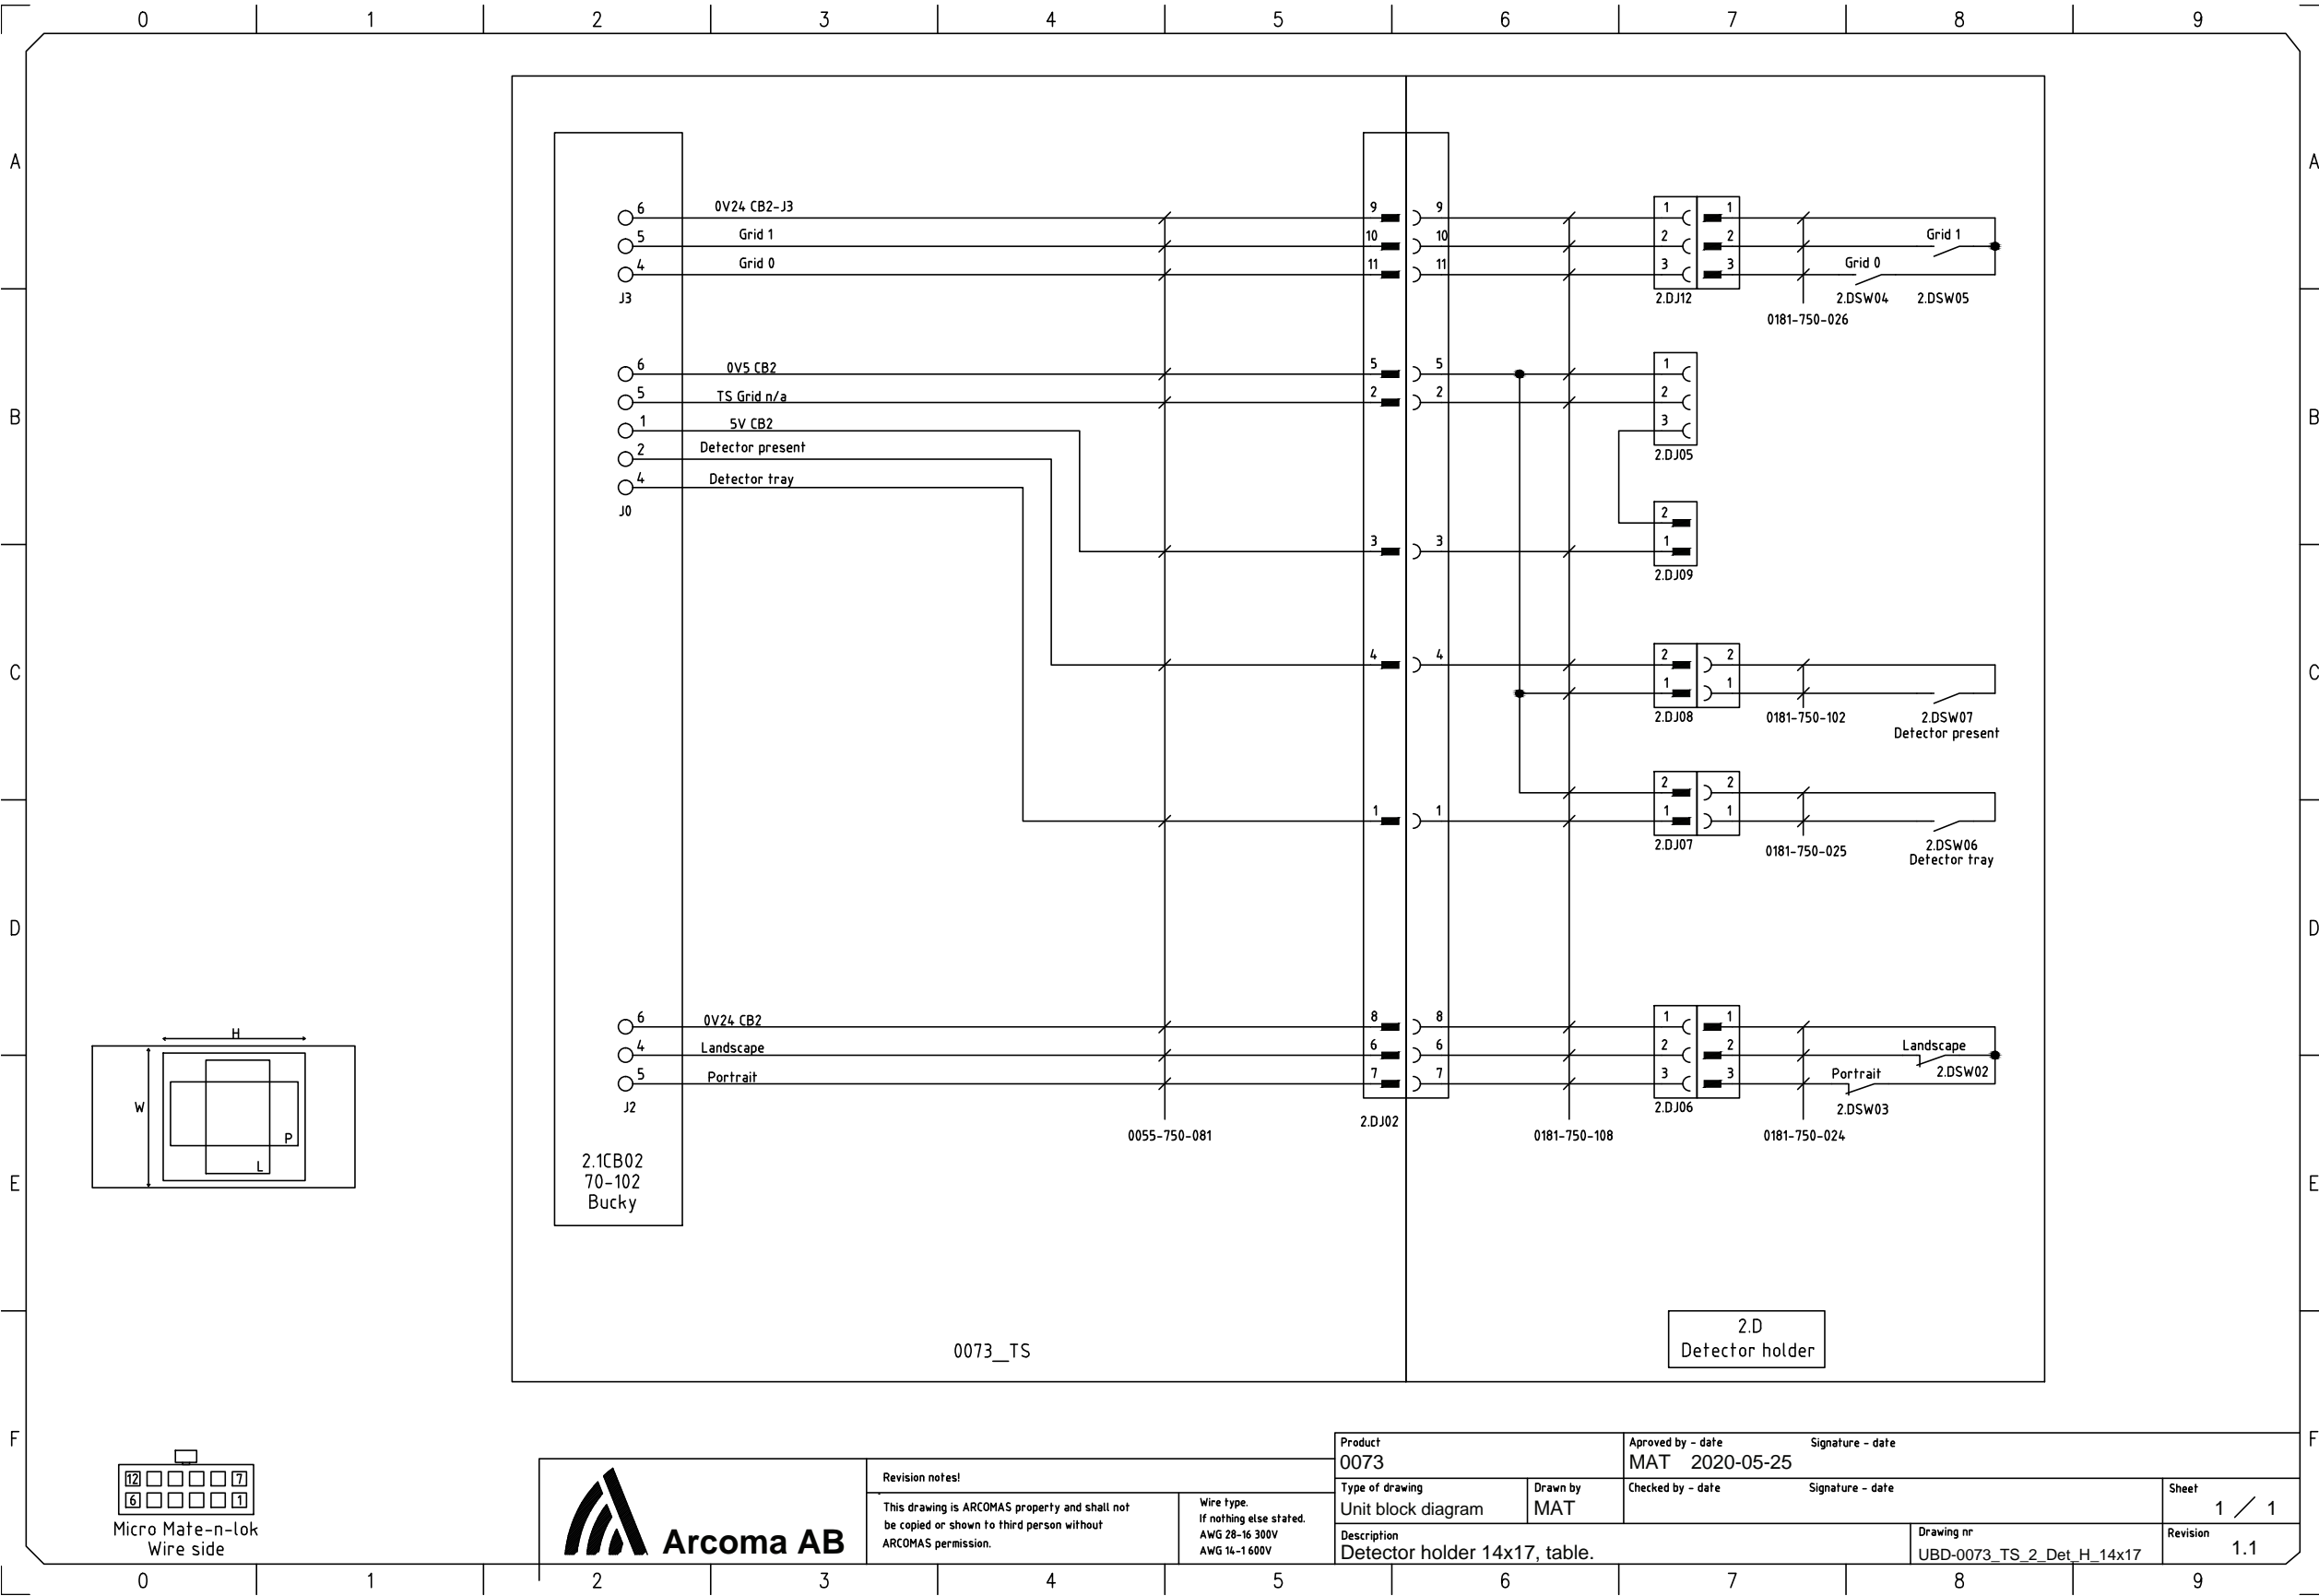 0 1 2 3 4 5 6 7 8 9
A
A
B
B
C
C
D
D
E
E
F
F
6 0V24 CB2-J3 9 9 1 1
5 Grid 1 10 10 2 2 Grid 1
4 Grid 0 11 11 3 3 Grid 0
J3 2.DJ12 2.DSW04 2.DSW05
0181-750-026
6 0V5 CB2 5 5 1
5 TS Grid n/a 2 2 2
1 5V CB2 3
2 Detector present 2.DJ05
4 Detector tray
J0
2
3 3 1
2.DJ09
4 4 2 2
1 1
2.DJ08 0181-750-102 2.DSW07
Detector present
2 2
1 1 1 1
2.DJ07 0181-750-025 2.DSW06
Detector tray
6 0V24 CB2 8 8 1 1
4 Landscape 6 6 2 2 Landscape
2.DSW02
5 Portrait 7 7 3 3 Portrait
J2 2.DJ06 2.DSW03
2.DJ02
0055-750-081 0181-750-108 0181-750-024
H
W
P
L
2.1CB02
70-102
Bucky
0073_TS
2.D
Detector holder
12 7
6 1
Micro Mate-n-lok
Wire side
Arcoma AB
Revision notes!
This drawing is ARCOMAS property and shall not
be copied or shown to third person without
ARCOMAS permission.
Wire type.
If nothing else stated.
AWG 28-16 300V
AWG 14-1 600V
Product
0073
Aproved by - date Signature - date
MAT 2020-05-25
Type of drawing
Unit block diagram
Drawn by
MAT
Checked by - date Signature - date
Sheet
1 / 1
Description
Detector holder 14x17, table.
Drawing nr
UBD-0073_TS_2_Det_H_14x17
Revision
1.1
0 1 2 3 4 5 6 7 8 9